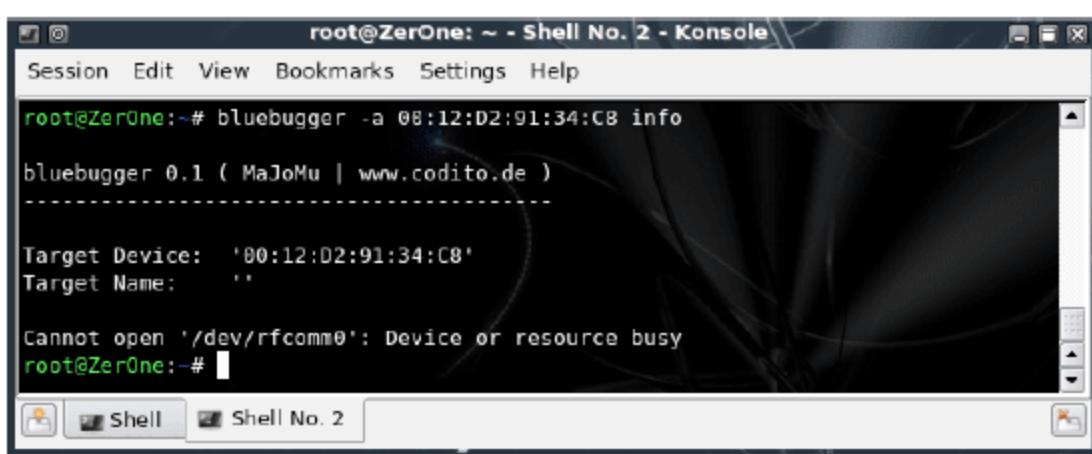 root@ZerOne: ~ - Shell No. 2 - Konsole
Session Edit View Bookmarks Settings Help
root@ZerOne:~# bluebugger -a 00:12:D2:91:34:C8 info
bluebugger 0.1 ( MaJoMu | www.codito.de )
-----------------------------------------
Target Device: '00:12:D2:91:34:C8'
Target Name: ''
Cannot open '/dev/rfcomm0': Device or resource busy
root@ZerOne:~#
Shell Shell No. 2